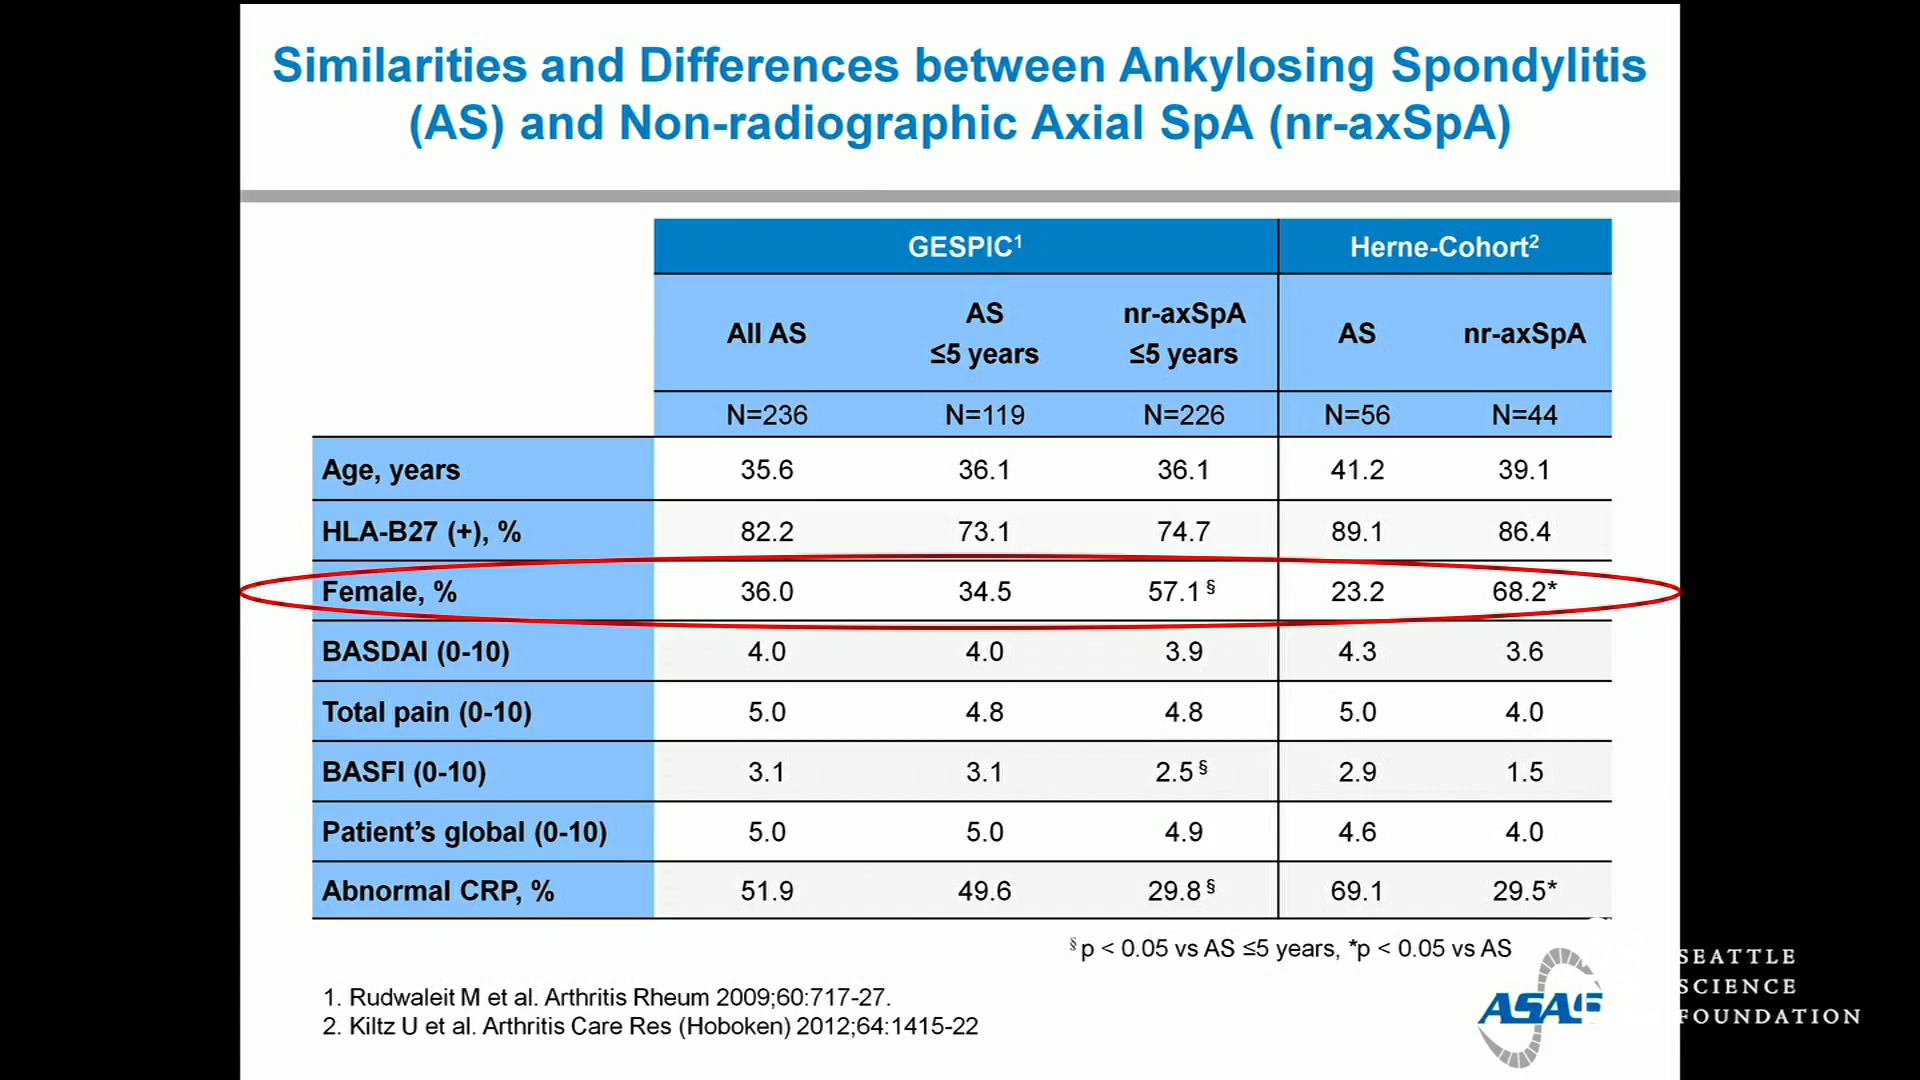 Similarities and Differences between Ankylosing Spondylitis
(AS) and Non-radiographic Axial SpA (nr-axSpA)
GESPIC¹ Herne-Cohort²
All AS AS ≤5 years nr-axSpA ≤5 years AS nr-axSpA
N=236 N=119 N=226 N=56 N=44
Age, years 35.6 36.1 36.1 41.2 39.1
HLA-B27 (+), % 82.2 73.1 74.7 89.1 86.4
Female, % 36.0 34.5 57.1 § 23.2 68.2*
BASDAI (0-10) 4.0 4.0 3.9 4.3 3.6
Total pain (0-10) 5.0 4.8 4.8 5.0 4.0
BASFI (0-10) 3.1 3.1 2.5 § 2.9 1.5
Patient’s global (0-10) 5.0 5.0 4.9 4.6 4.0
Abnormal CRP, % 51.9 49.6 29.8 § 69.1 29.5*
§ p < 0.05 vs AS ≤5 years, *p < 0.05 vs AS
1. Rudwaleit M et al. Arthritis Rheum 2009;60:717-27.
2. Kiltz U et al. Arthritis Care Res (Hoboken) 2012;64:1415-22
ASAS
SEATTLE
SCIENCE
FOUNDATION